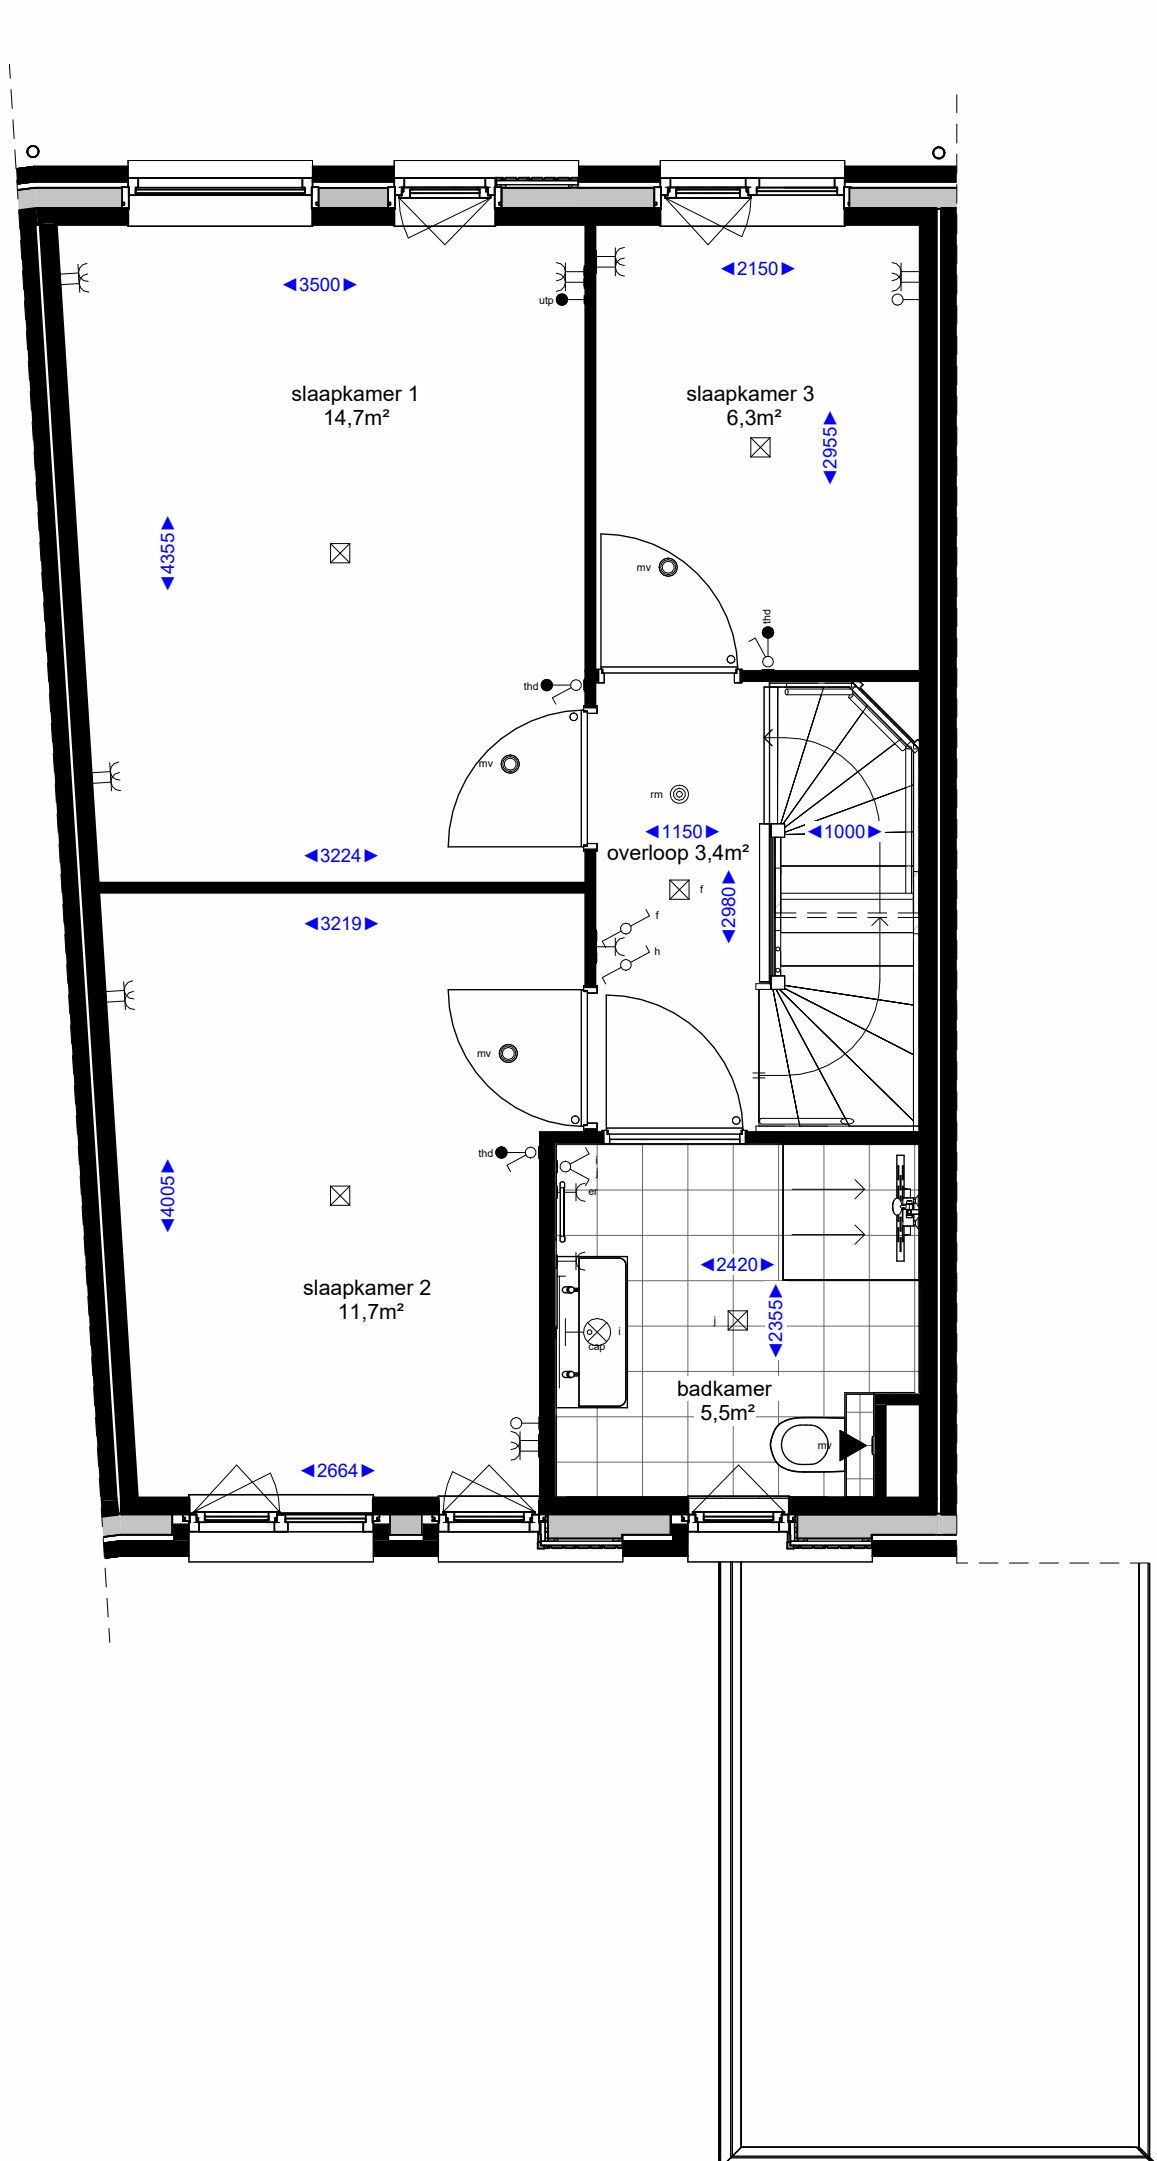 3500
2150
utp
slaapkamer 1
14,7m²
slaapkamer 3
6,3m²
2955
4355
mv
thd
thd
mv
rm
1150
1000
overloop 3,4m²
3224
f
2980
f
3219
h
mv
thd
er
4005
2420
2355
slaapkamer 2
11,7m²
j
i
cap
badkamer
5,5m²
mv
2664